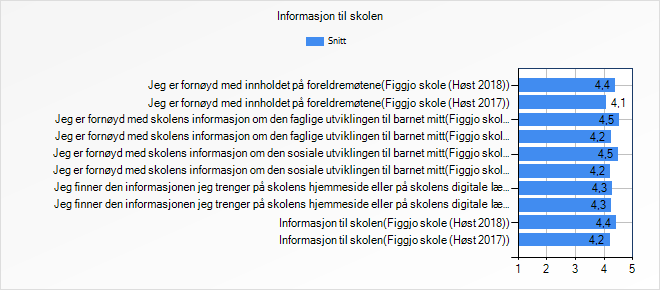 Informasjon til skolen
Snitt
Jeg er fornøyd med innholdet på foreldremøtene(Figgjo skole (Høst 2018)) 4,4
Jeg er fornøyd med innholdet på foreldremøtene(Figgjo skole (Høst 2017)) 4,1
Jeg er fornøyd med skolens informasjon om den faglige utviklingen til barnet mitt(Figgjo skol... 4,5
Jeg er fornøyd med skolens informasjon om den faglige utviklingen til barnet mitt(Figgjo skol... 4,2
Jeg er fornøyd med skolens informasjon om den sosiale utviklingen til barnet mitt(Figgjo skol... 4,5
Jeg er fornøyd med skolens informasjon om den sosiale utviklingen til barnet mitt(Figgjo skol... 4,2
Jeg finner den informasjonen jeg trenger på skolens hjemmeside eller på skolens digitale læ... 4,3
Jeg finner den informasjonen jeg trenger på skolens hjemmeside eller på skolens digitale læ... 4,3
Informasjon til skolen(Figgjo skole (Høst 2018)) 4,4
Informasjon til skolen(Figgjo skole (Høst 2017)) 4,2
1 2 3 4 5